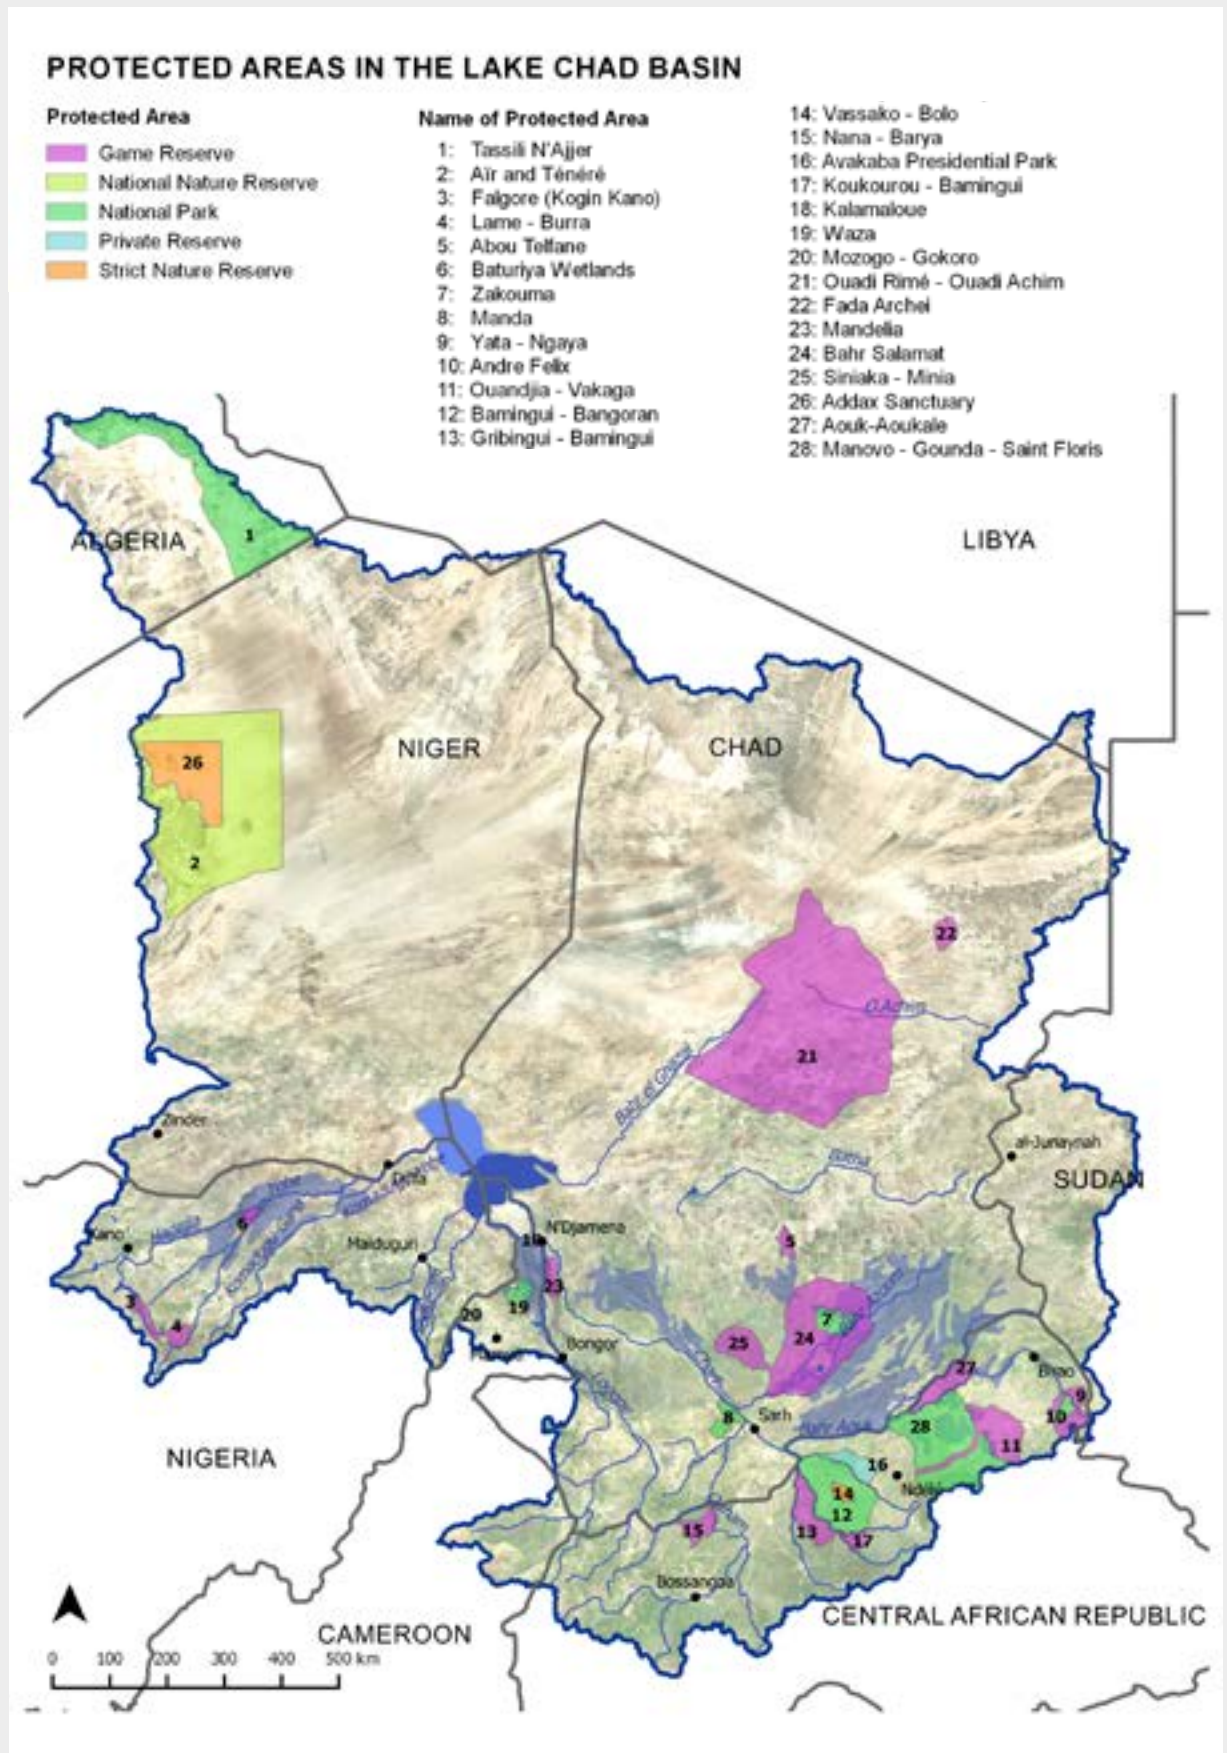 PROTECTED AREAS IN THE LAKE CHAD BASIN
Protected Area
Game Reserve
National Nature Reserve
National Park
Private Reserve
Strict Nature Reserve
Name of Protected Area
1: Tassili N'Ajjer
2: Aïr and Ténéré
3: Falgore (Kogin Kano)
4: Lame - Burra
5: Abou Telfane
6: Baturiya Wetlands
7: Zakouma
8: Manda
9: Yata - Ngaya
10: Andre Felix
11: Ouandjia - Vakaga
12: Bamingui - Bangoran
13: Gribingui - Bamingui
14: Vassako - Bolo
15: Nana - Barya
16: Avakaba Presidential Park
17: Koukourou - Bamingui
18: Kalamaloue
19: Waza
20: Mozogo - Gokoro
21: Ouadi Rimé - Ouadi Achim
22: Fada Archei
23: Mandelia
24: Bahr Salamat
25: Siniaka - Minia
26: Addax Sanctuary
27: Aouk-Aoukale
28: Manovo - Gounda - Saint Floris
ALGERIA
1
LIBYA
NIGER
CHAD
26
2
22
O.Achim
21
Bahr el Ghazal
Zinder
al-Junaynah
Batha
SUDAN
Diffa
6
Kano
N'Djamena
Maiduguri
5
23
3
4
20
19
7
24
25
Bongor
Birao
27
9
10
8
Sarh
Bahr Aouk
28
11
16
Ndélé
14
12
15
13
17
Bossangoa
NIGERIA
CAMEROON
CENTRAL AFRICAN REPUBLIC
0 100 200 300 400 500 km